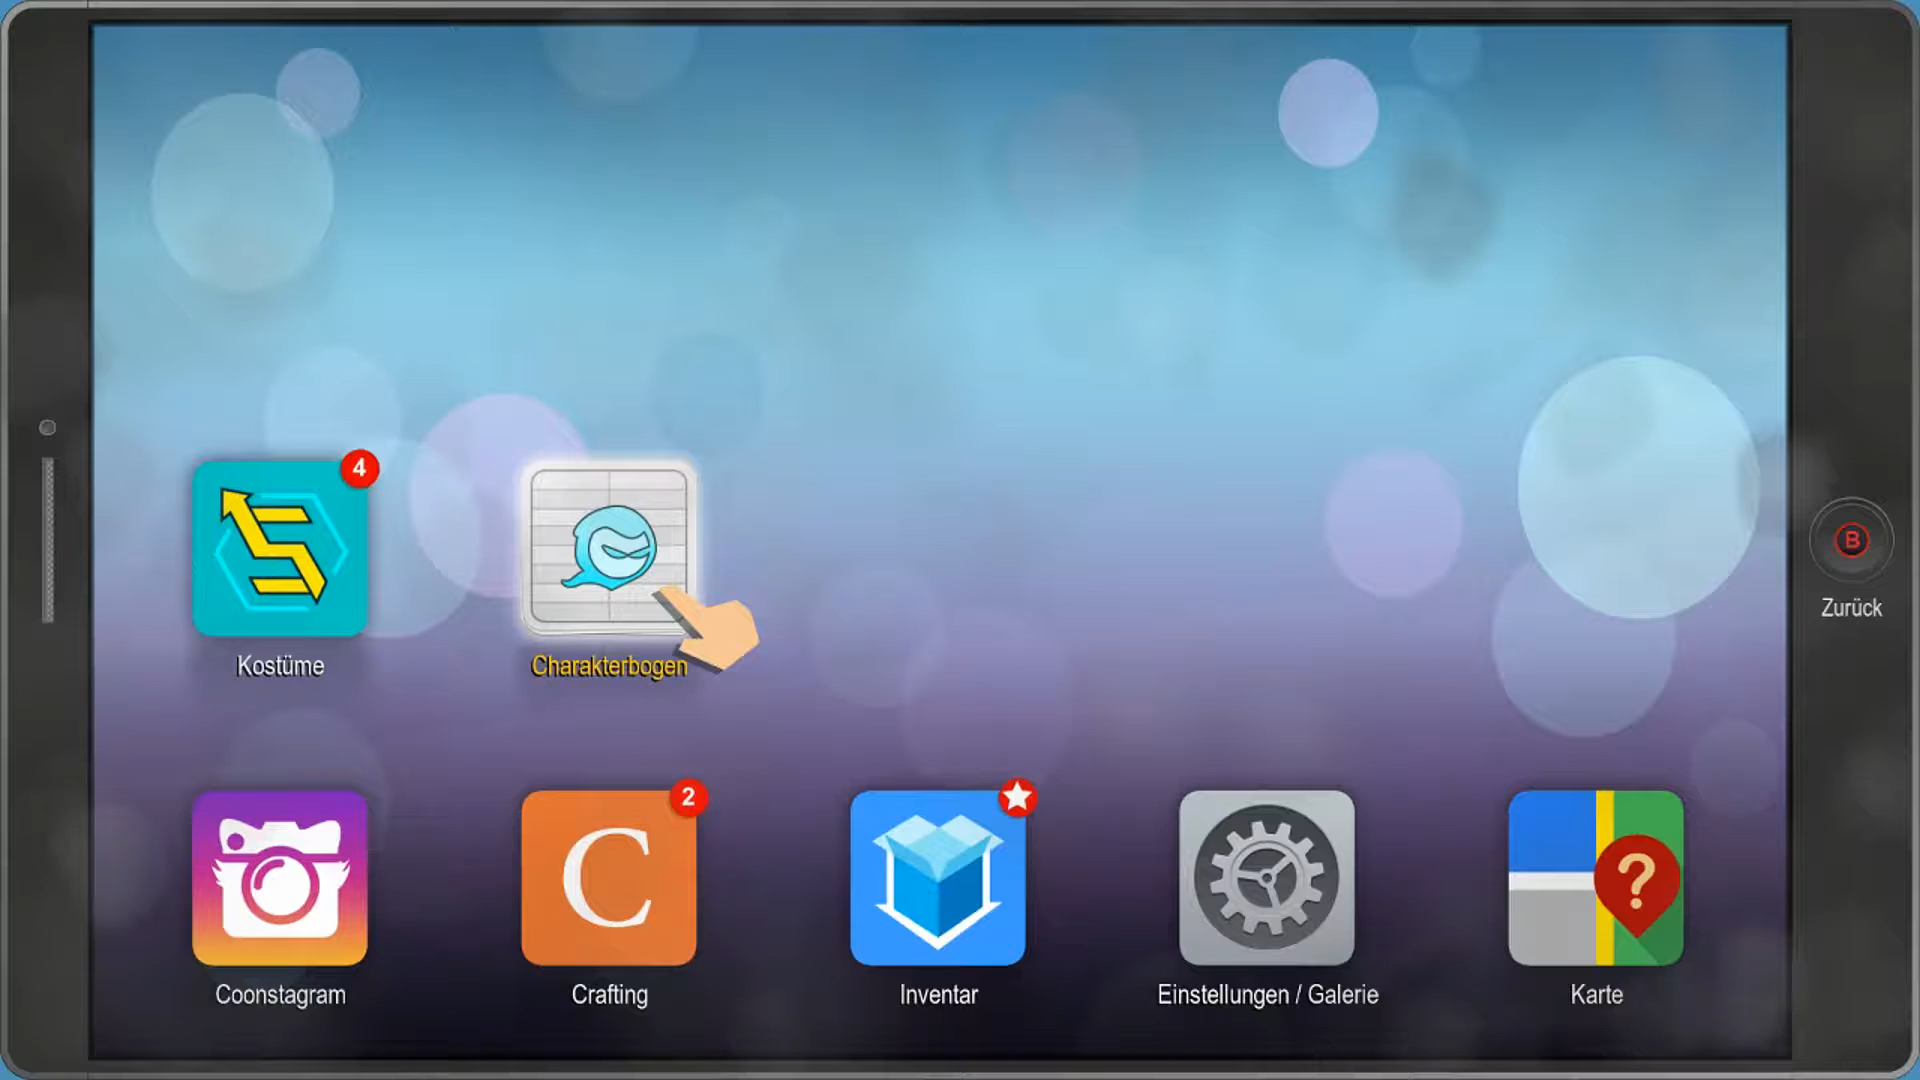 4
Kostüme
Charakterbogen
B
Zurück
2
C
?
Coonstagram
Crafting
Inventar
Einstellungen / Galerie
Karte